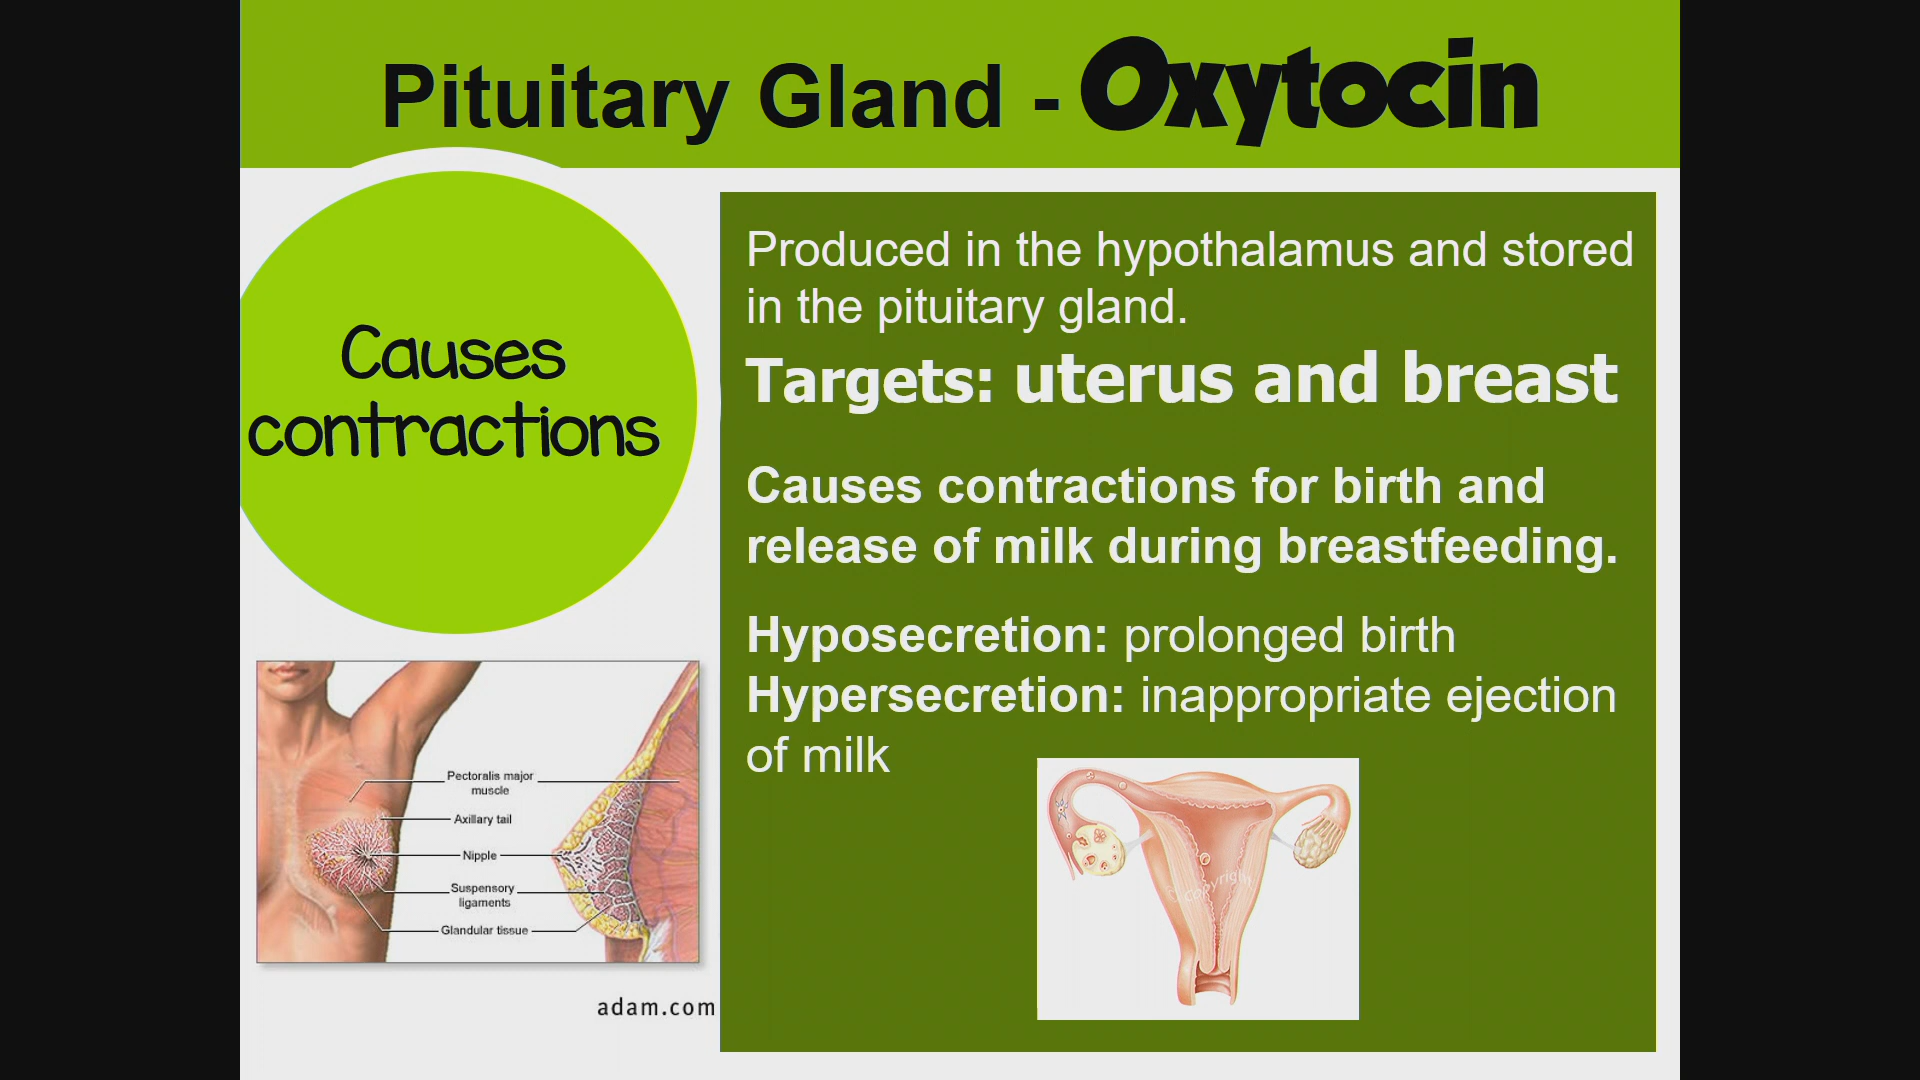 Pituitary Gland - Oxytocin
Causes
contractions
Produced in the hypothalamus and stored
in the pituitary gland.
Targets: uterus and breast
Causes contractions for birth and
release of milk during breastfeeding.
Hyposecretion: prolonged birth
Hypersecretion: inappropriate ejection
of milk
Pectoralis major
muscle
Axillary tail
Nipple
Suspensory
ligaments
Glandular tissue
adam.com
© copyright